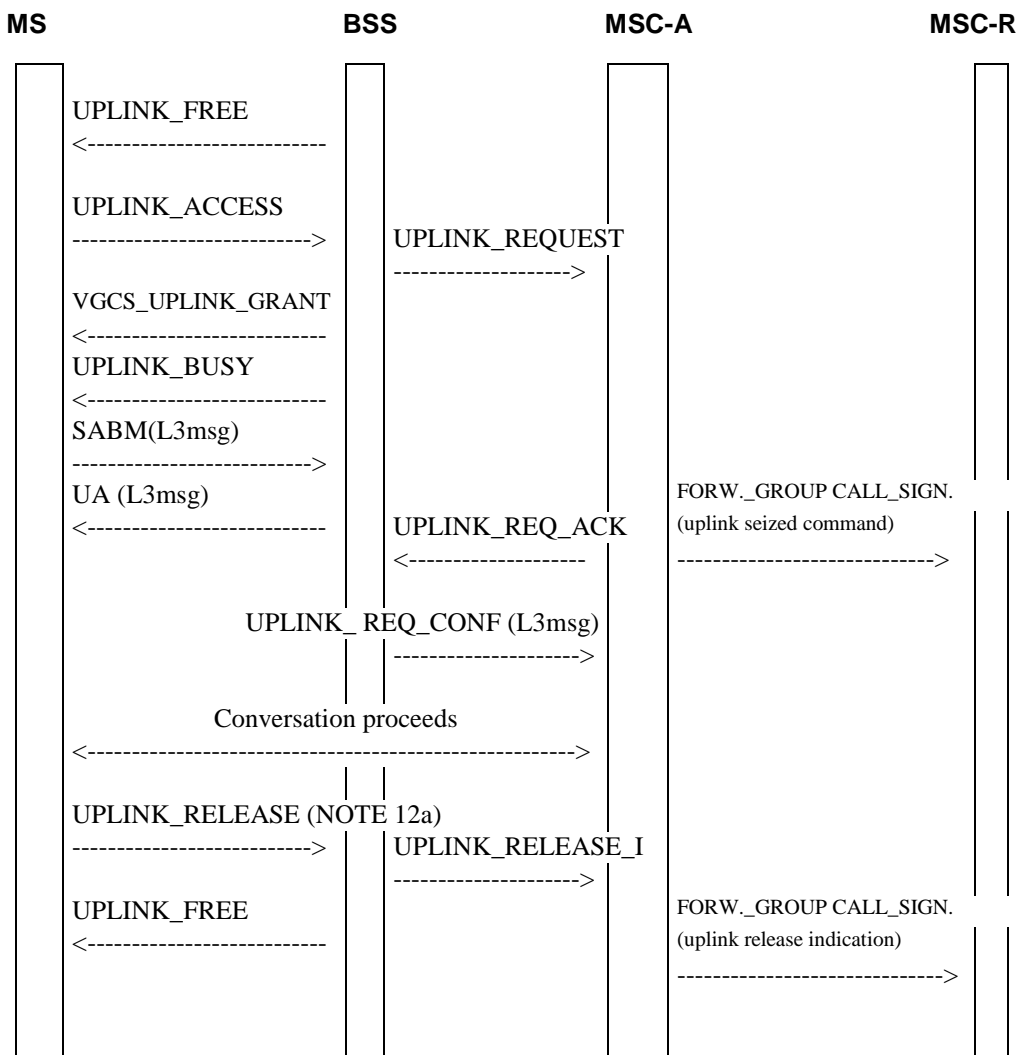 MS BSS MSC-A MSC-R
UPLINK_FREE
<---------------------------
UPLINK_ACCESS
---------------------------> UPLINK_REQUEST
-------------------->
VGCS_UPLINK_GRANT
<---------------------------
UPLINK_BUSY
<---------------------------
SABM(L3msg)
--------------------------->
UA (L3msg) FORW._GROUP CALL_SIGN.
<--------------------------- UPLINK_REQ_ACK (uplink seized command)
<-------------------- ----------------------------->
UPLINK_ REQ_CONF (L3msg)
--------------------->
Conversation proceeds
<------------------------------------------------------->
UPLINK_RELEASE (NOTE 12a)
---------------------------> UPLINK_RELEASE_I
--------------------->
UPLINK_FREE FORW._GROUP CALL_SIGN.
<--------------------------- (uplink release indication)
------------------------------>